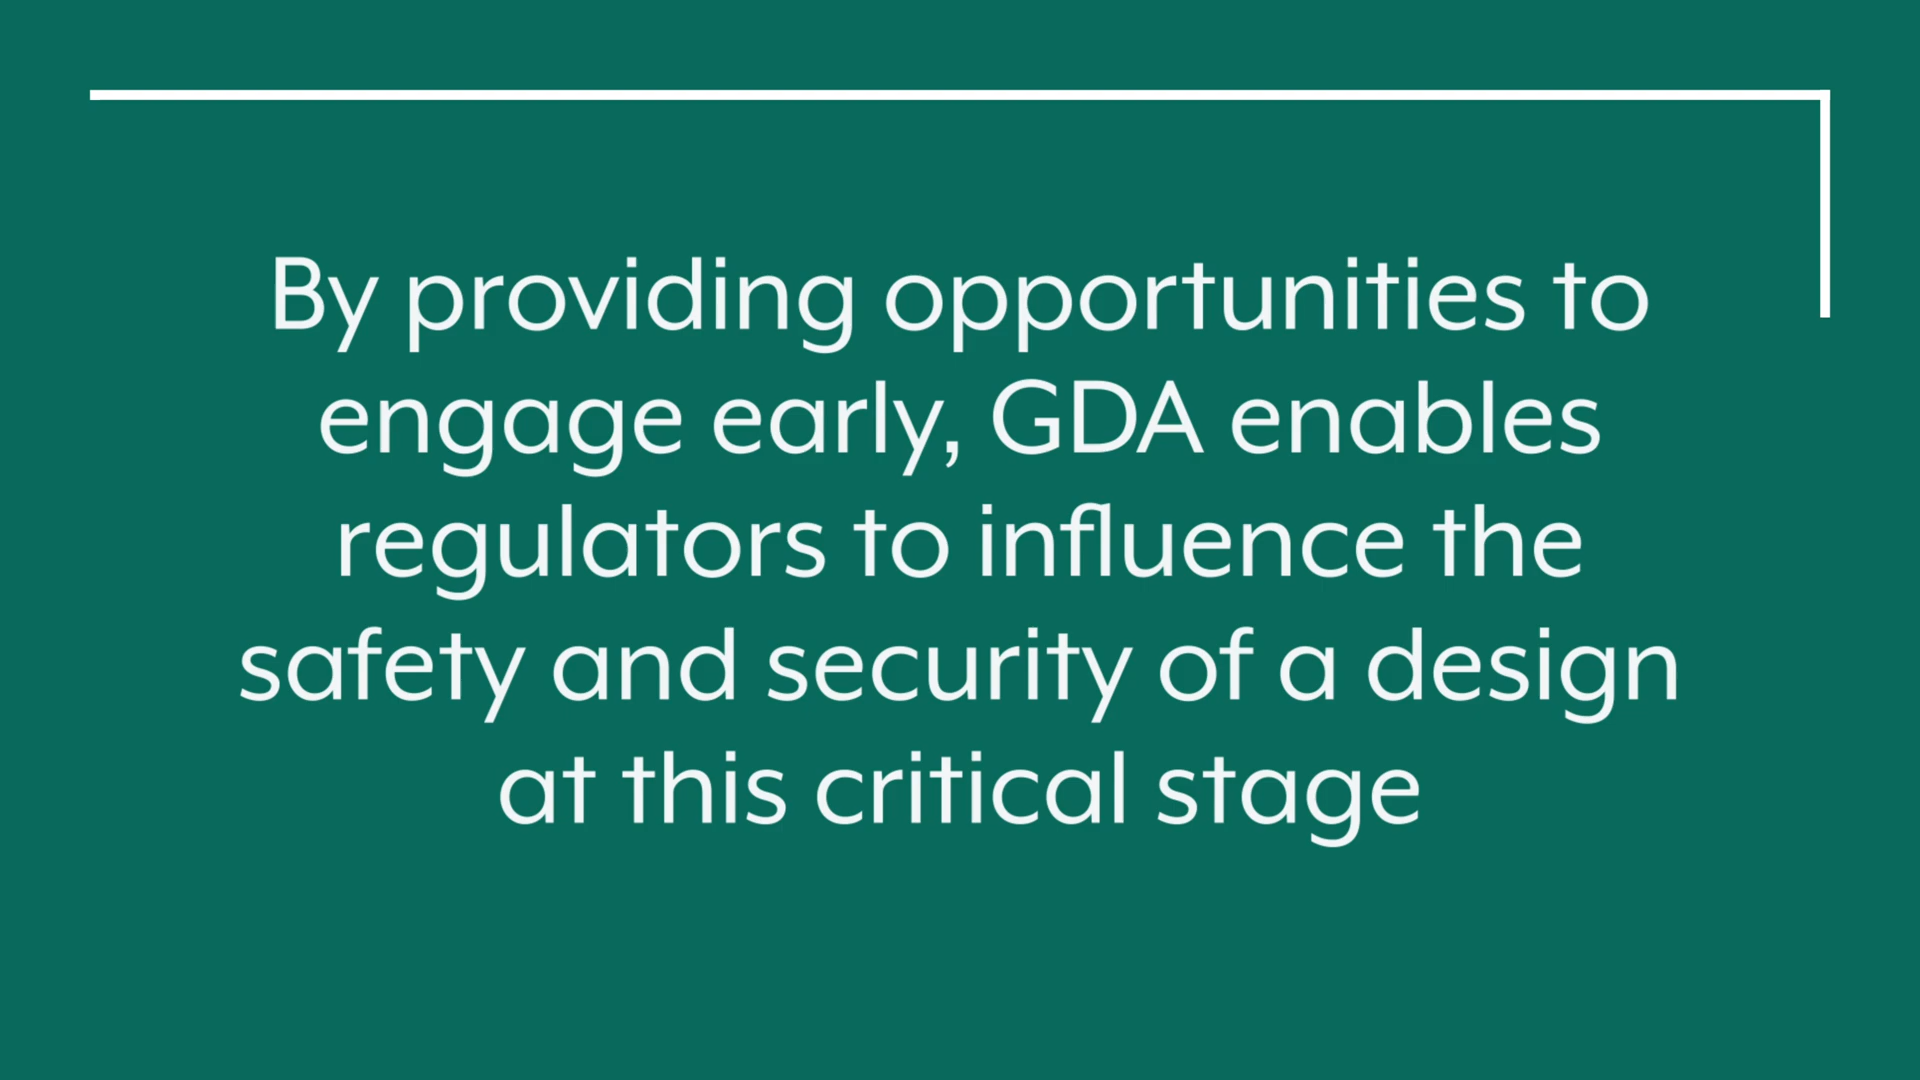 By providing opportunities to
engage early, GDA enables
regulators to influence the
safety and security of a design
at this critical stage